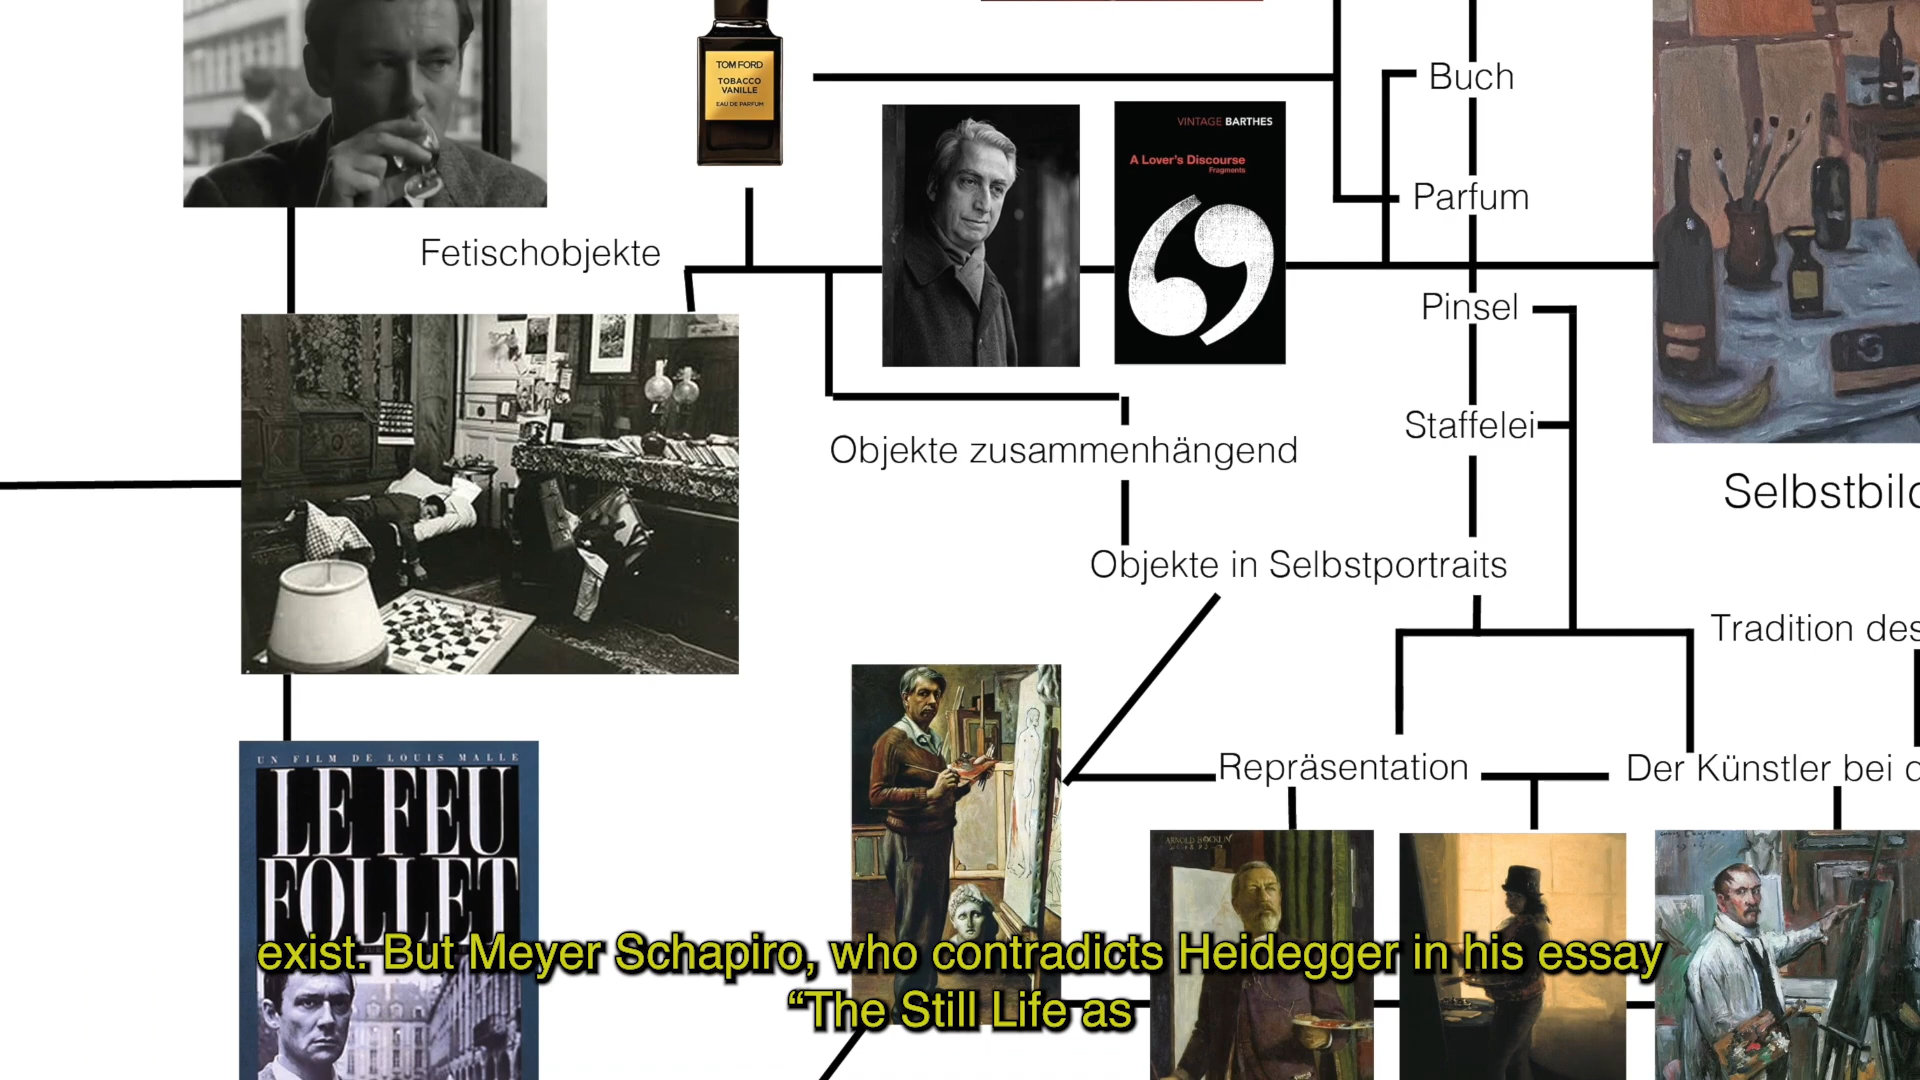 TOM FORD
TOBACCO
VANILLE
EAU DE PARFUM
Buch
VINTAGE BARTHES
A Lover's Discourse
Fragments
Parfum
Fetischobjekte
Pinsel
Staffelei
Objekte zusammenhängend
Selbstbild
Objekte in Selbstportraits
Tradition des
UN FILM DE LOUIS MALLE
LE FEU
FOLLET
Repräsentation
Der Künstler bei
ARNOLD BÖCKLIN
exist. But Meyer Schapiro, who contradicts Heidegger in his essay
“The Still Life as